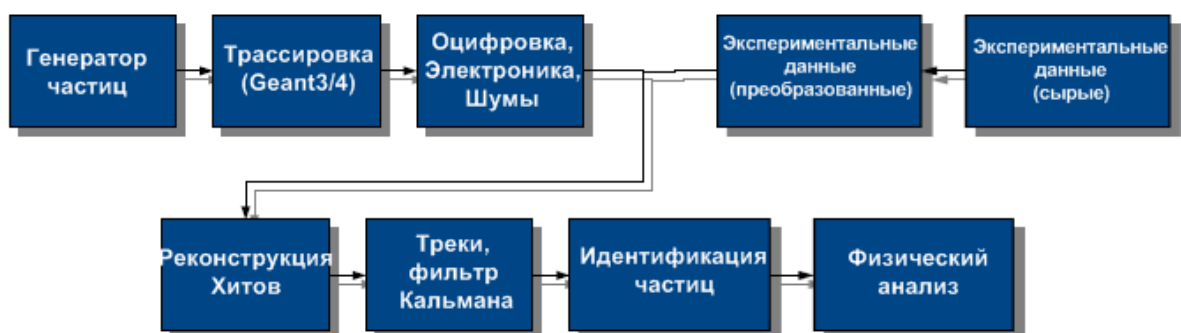 Генератор
частиц
Трассировка
(Geant3/4)
Оцифровка,
Электроника,
Шумы
Экспериментальные
данные
(преобразованные)
Экспериментальные
данные
(сырые)
Реконструкция
Хитов
Треки,
фильтр
Кальмана
Идентификация
частиц
Физический
анализ